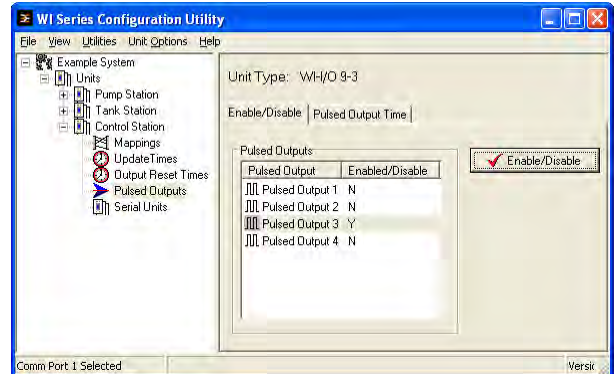 WI Series Configuration Utility
File View Utilities Unit Options Help
Example System
Units
Pump Station
Tank Station
Control Station
Mappings
UpdateTimes
Output Reset Times
Pulsed Outputs
Serial Units
Unit Type: WI-I/O 9-3
Enable/Disable Pulsed Output Time
Pulsed Outputs
Pulsed Output Enabled/Disable
Pulsed Output 1 N
Pulsed Output 2 N
Pulsed Output 3 Y
Pulsed Output 4 N
Enable/Disable
Comm Port 1 Selected
Versic